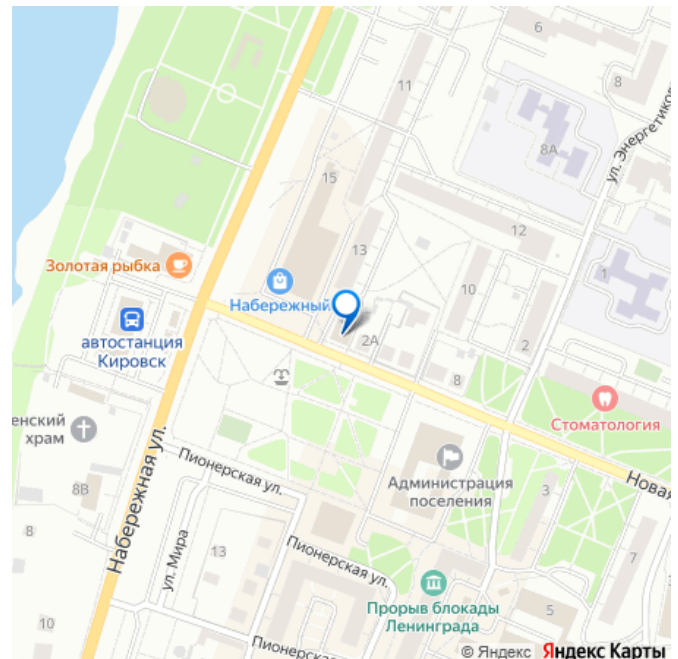 6
11
8
ул. Энергетиков
8А
15
12
13
Золотая рыбка
1
10
Набережный
автостанция
Кировск
2А
2
8
Стоматология
енский
храм
Набережная ул.
Пионерская ул.
Администрация
поселения
Новая
8В
3
8
ул. Мира
13
7
Пионерская ул.
Прорыв блокады
Ленинграда
5
10
Пионерская
© Яндекс Яндекс Карты